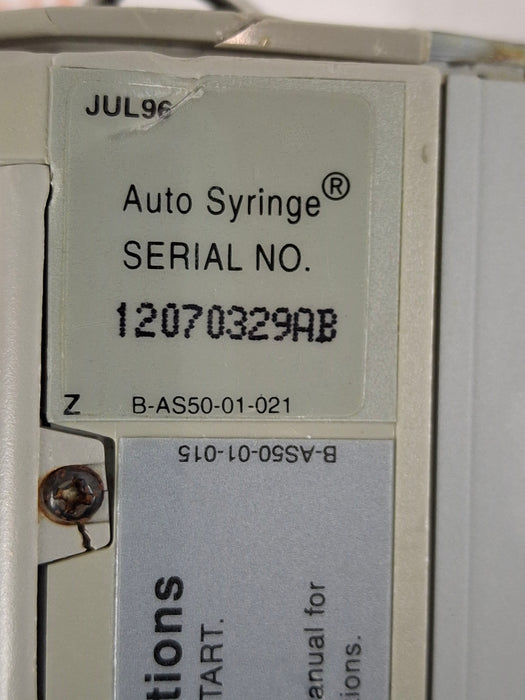 JUL96
Auto Syringe®
SERIAL NO.
12070329AB
Z B-AS50-01-021
B-AS50-01-015
tions
TART.
anual for
ions.